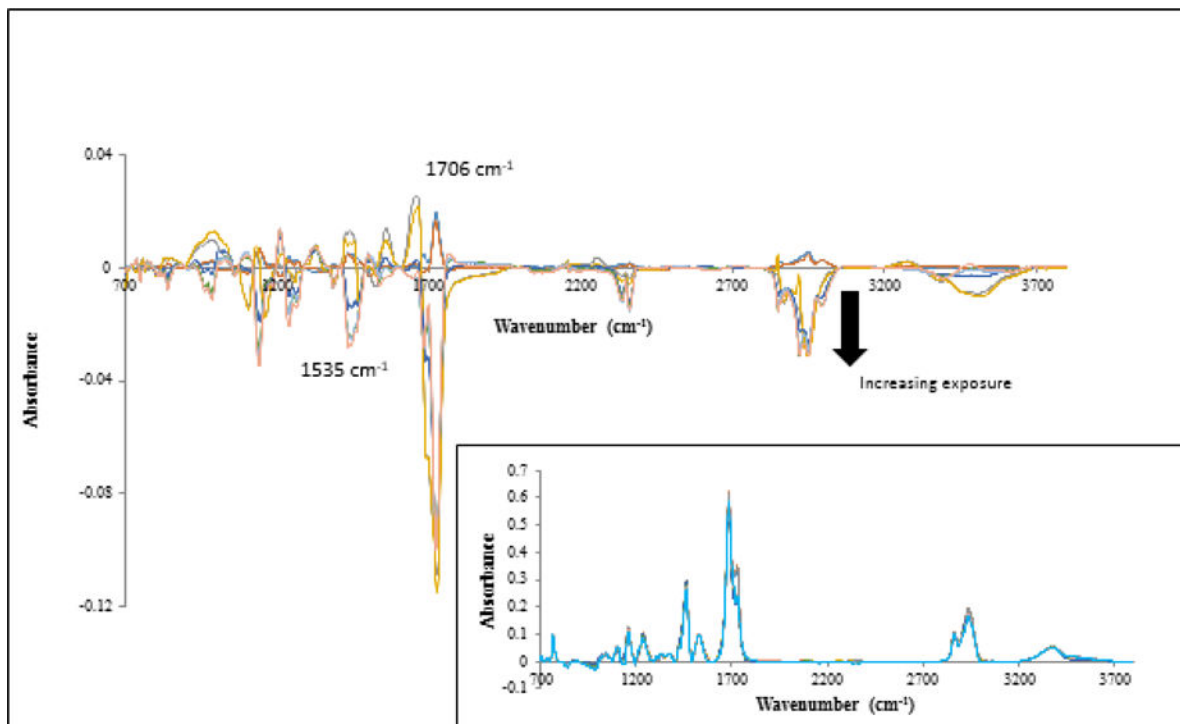 1706 cm-1
0.04
0
700 1200 1700 2200 2700 3200 3700
Wavenumber (cm-1)
-0.04
1535 cm-1
Increasing exposure
-0.08
-0.12
Absorbance
0.7
0.6
0.5
0.4
0.3
0.2
0.1
0
-0.1
700 1200 1700 2200 2700 3200 3700
Absorbance
Wavenumber (cm-1)